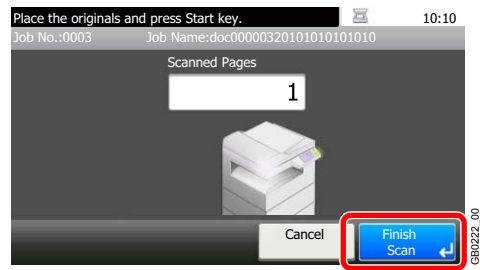 Place the originals and press Start key.
10:10
Job No.:0003
Job Name:doc00000320101010101010
Scanned Pages
1
Cancel
Finish
Scan
GB0222_00